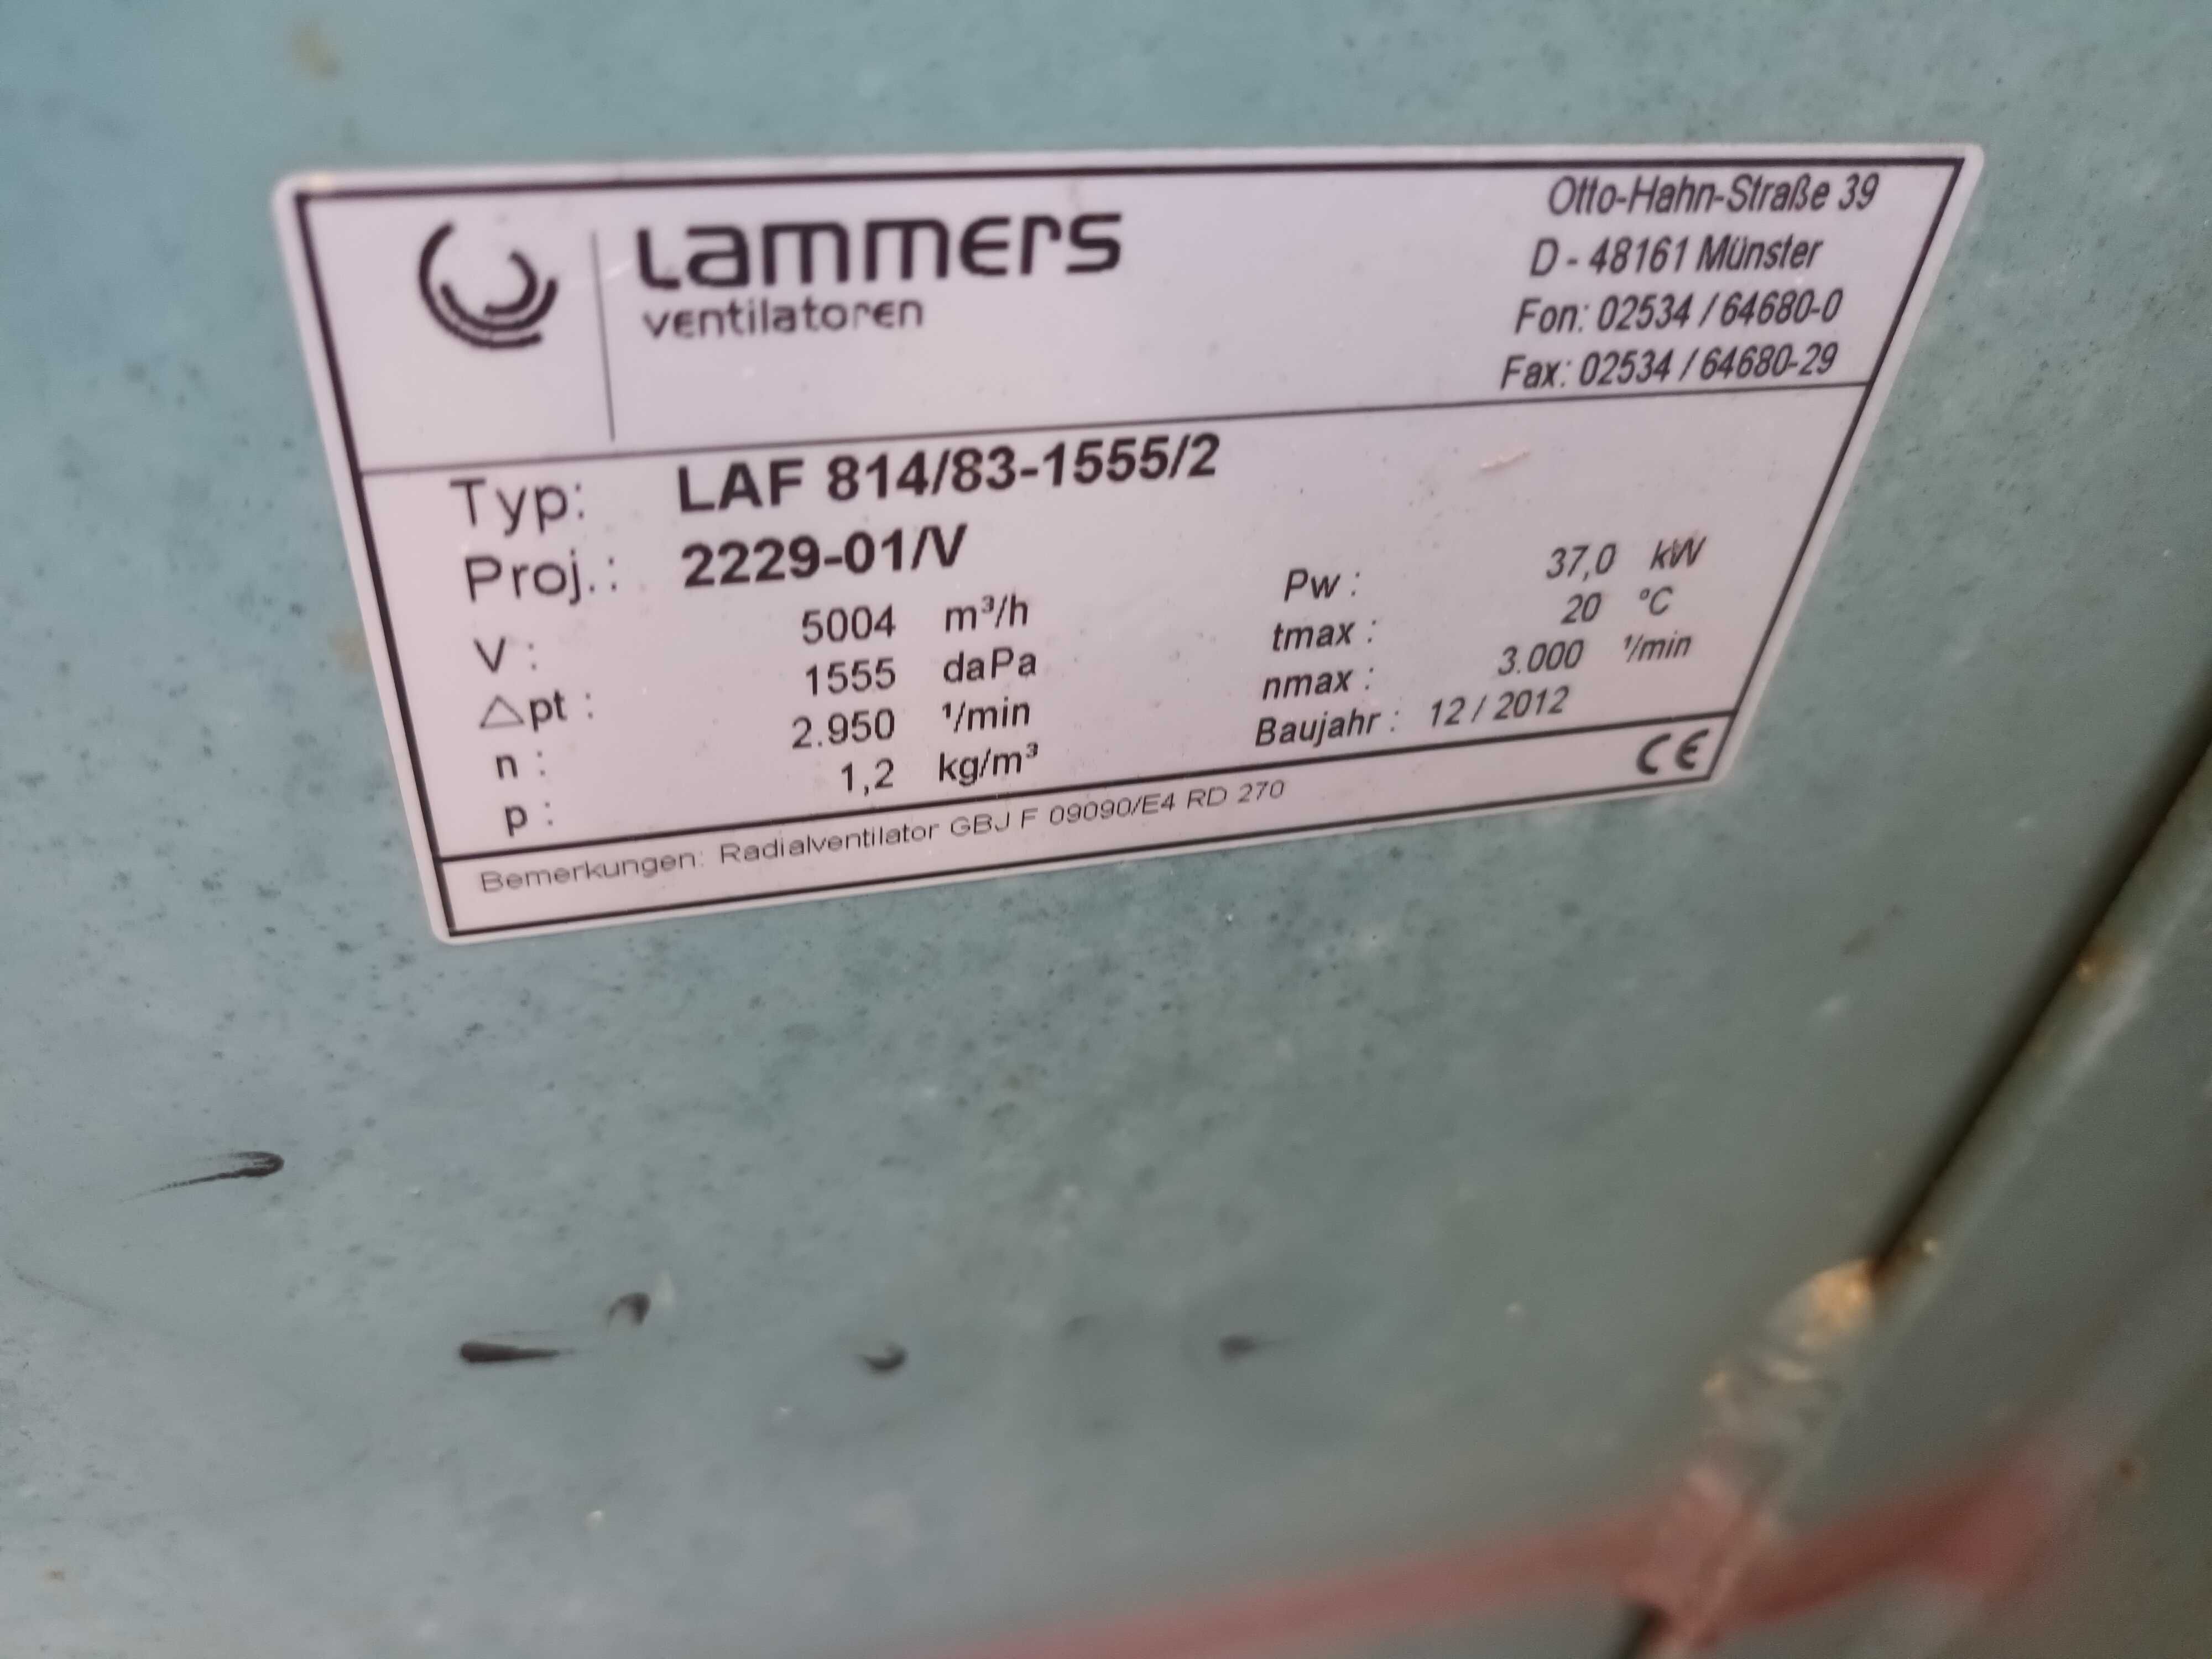 Lammers
ventilatoren
Otto-Hahn-Straße 39
D - 48161 Münster
Fon: 02534 / 64680-0
Fax: 02534 / 64680-29
Typ: LAF 814/83-1555/2
Proj.: 2229-01/V
V : 5004 m³/h
△pt : 1555 daPa
n : 2.950 ¹/min
p : 1,2 kg/m³
Pw : 37,0 kW
tmax : 20 °C
nmax : 3.000 ¹/min
Baujahr : 12 / 2012
Bemerkungen: Radialventilator GBJ F 09090/E4 RD 270
CE